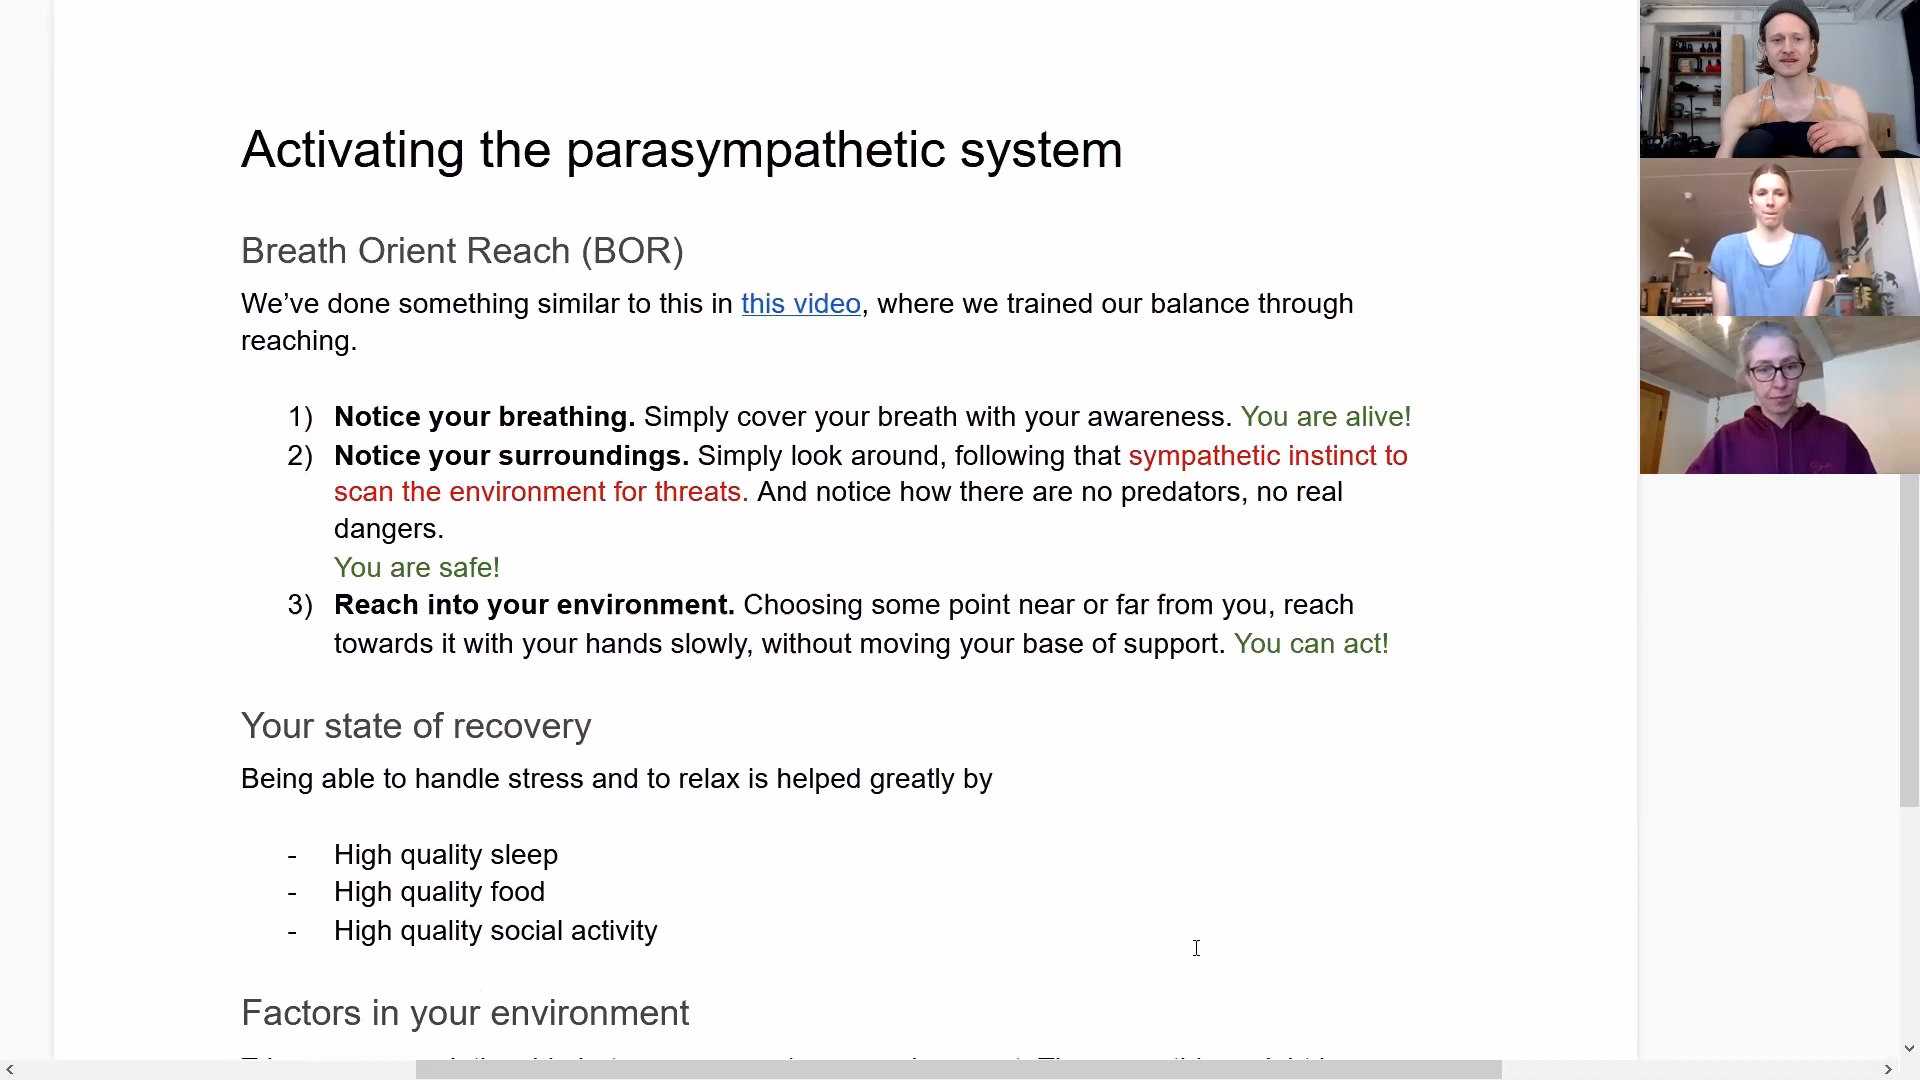 Activating the parasympathetic system
Breath Orient Reach (BOR)
We’ve done something similar to this in this video, where we trained our balance through
reaching.
1) Notice your breathing. Simply cover your breath with your awareness. You are alive!
2) Notice your surroundings. Simply look around, following that sympathetic instinct to
scan the environment for threats. And notice how there are no predators, no real
dangers.
You are safe!
3) Reach into your environment. Choosing some point near or far from you, reach
towards it with your hands slowly, without moving your base of support. You can act!
Your state of recovery
Being able to handle stress and to relax is helped greatly by
- High quality sleep
- High quality food
- High quality social activity
Factors in your environment